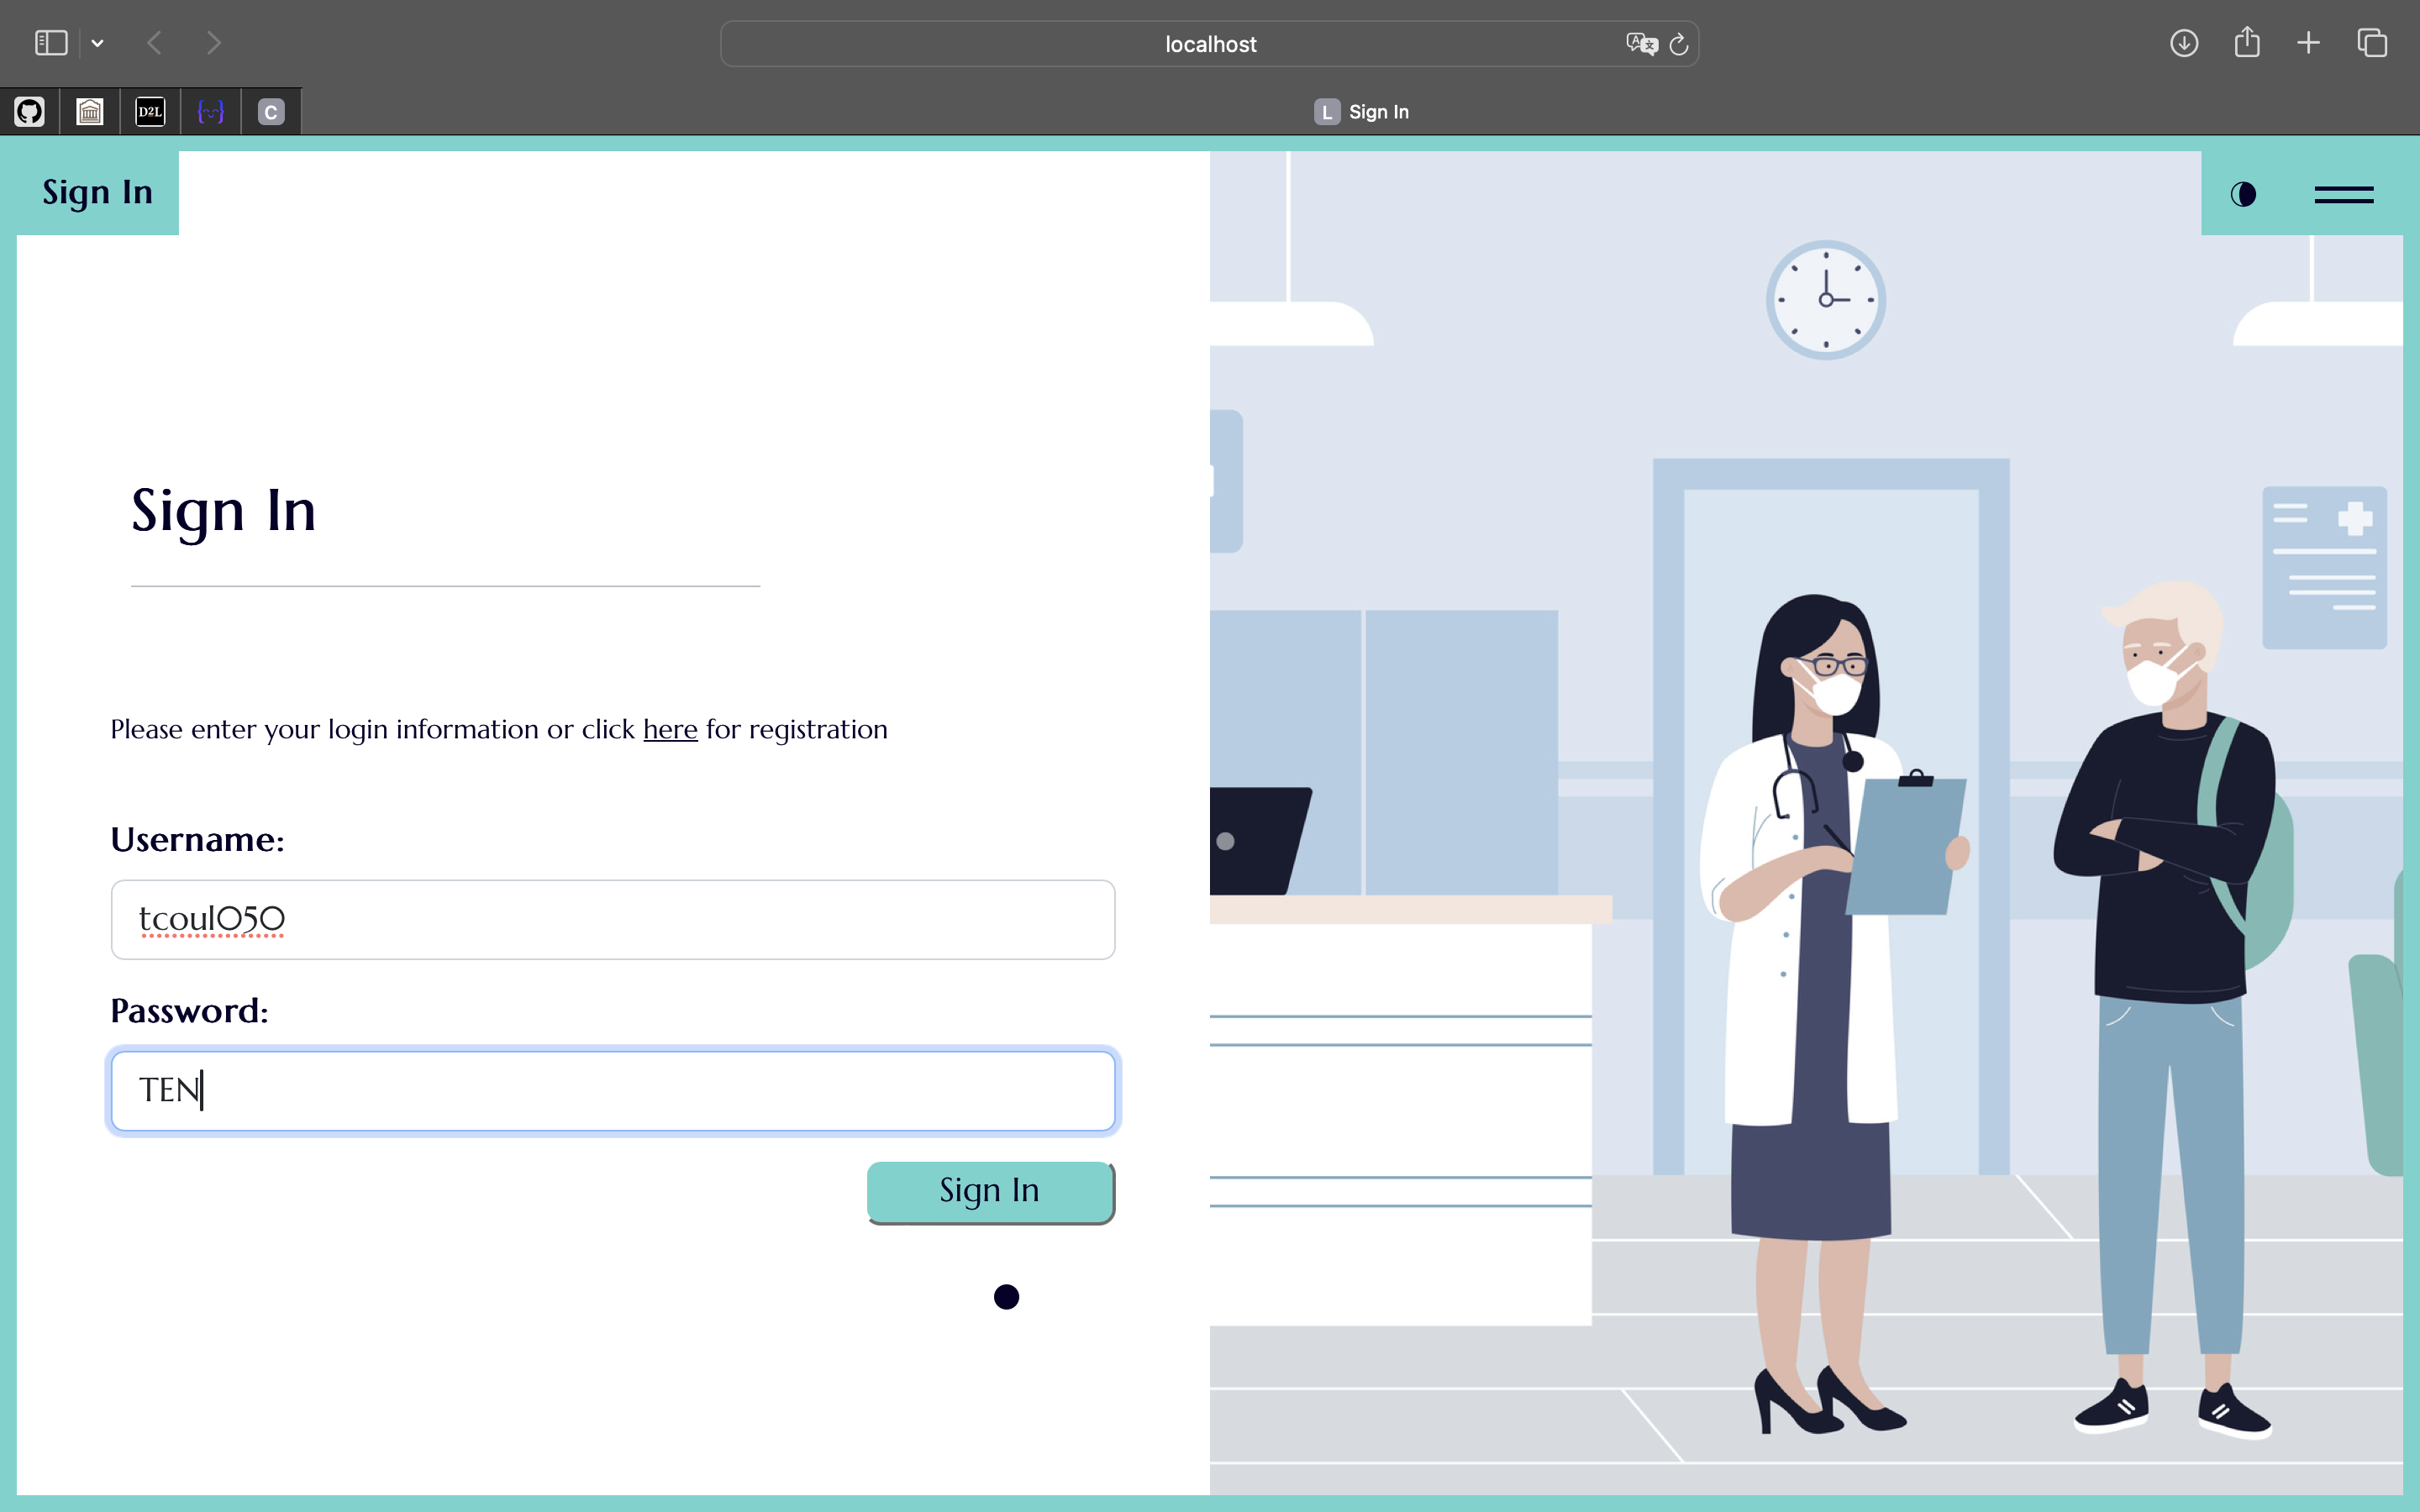 localhost
D2L
C
L Sign In
Sign In
Sign In
Please enter your login information or click here for registration
Username:
tcoul050
Password:
TEN
Sign In